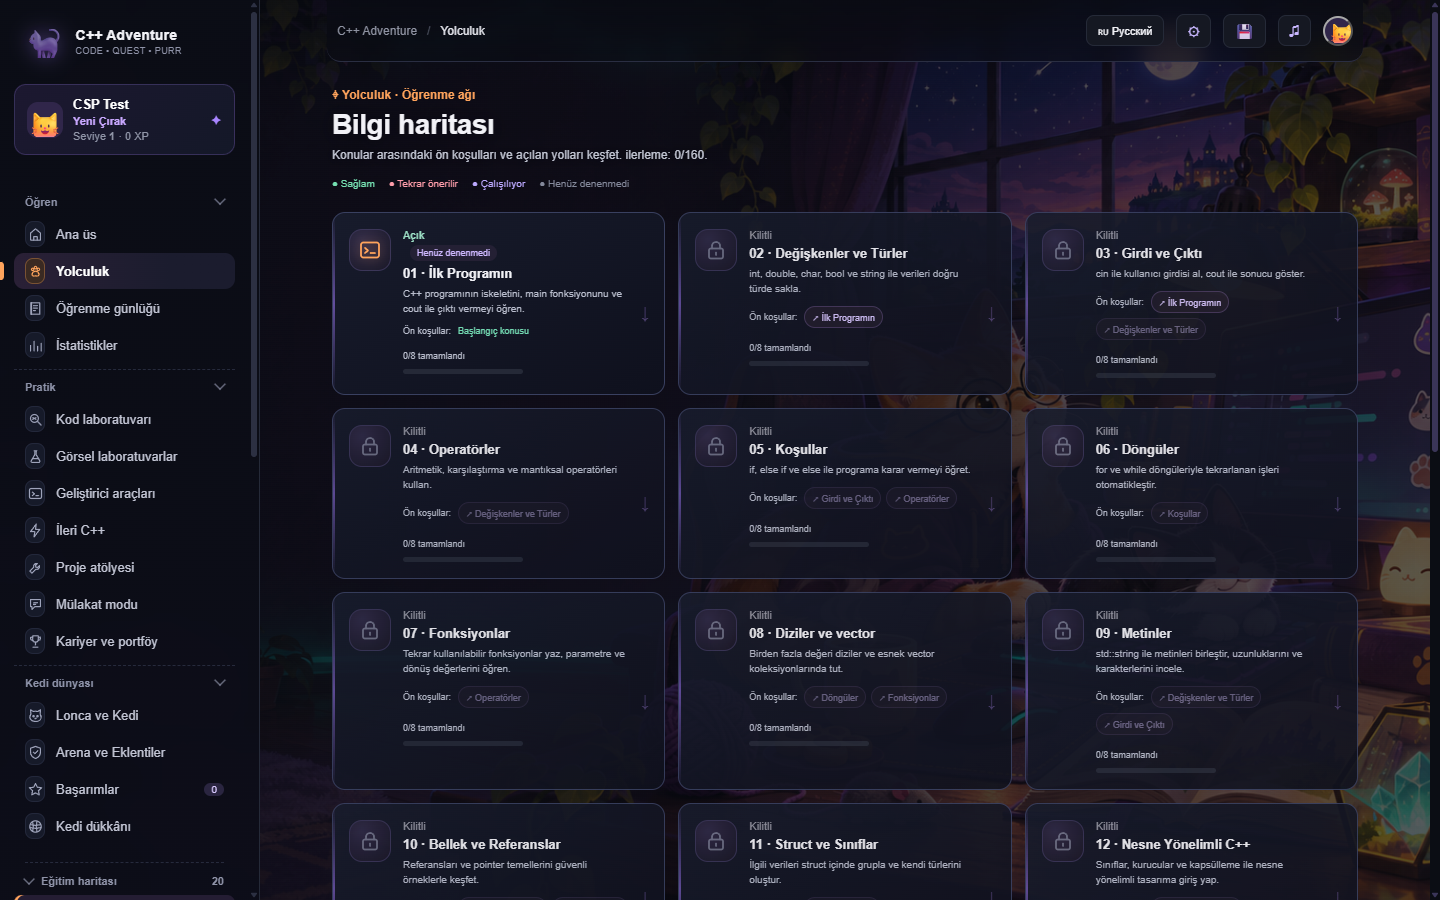 C++ Adventure
CODE • QUEST • PURR
CSP Test
Yeni Çırak
Seviye 1 · 0 XP
Öğren
Ana üs
Yolculuk
Öğrenme günlüğü
İstatistikler
Pratik
Kod laboratuvarı
Görsel laboratuvarlar
Geliştirici araçları
İleri C++
Proje atölyesi
Mülakat modu
Kariyer ve portföy
Kedi dünyası
Lonca ve Kedi
Arena ve Eklentiler
Başarımlar 0
Kedi dükkânı
Eğitim haritası 20
C++ Adventure / Yolculuk
RU Русский
Yolculuk · Öğrenme ağı
Bilgi haritası
Konular arasındaki ön koşulları ve açılan yolları keşfet. ilerleme: 0/160.
● Sağlam ● Tekrar önerilir ● Çalışılıyor ● Henüz denenmedi
Açık
Henüz denenmedi
01 · İlk Programın
C++ programının iskeletini, main fonksiyonunu ve
cout ile çıktı vermeyi öğren.
Ön koşullar: Başlangıç konusu
0/8 tamamlandı
Kilitli
02 · Değişkenler ve Türler
int, double, char, bool ve string ile verileri doğru
türde sakla.
Ön koşullar: İlk Programın
0/8 tamamlandı
Kilitli
03 · Girdi ve Çıktı
cin ile kullanıcı girdisi al, cout ile sonucu göster.
Ön koşullar: İlk Programın
Değişkenler ve Türler
0/8 tamamlandı
Kilitli
04 · Operatörler
Aritmetik, karşılaştırma ve mantıksal operatörleri
kullan.
Ön koşullar: Değişkenler ve Türler
0/8 tamamlandı
Kilitli
05 · Koşullar
if, else if ve else ile programa karar vermeyi öğret.
Ön koşullar: Girdi ve Çıktı Operatörler
0/8 tamamlandı
Kilitli
06 · Döngüler
for ve while döngüleriyle tekrarlanan işleri
otomatikleştir.
Ön koşullar: Koşullar
0/8 tamamlandı
Kilitli
07 · Fonksiyonlar
Tekrar kullanılabilir fonksiyonlar yaz, parametre ve
dönüş değerlerini öğren.
Ön koşullar: Operatörler
0/8 tamamlandı
Kilitli
08 · Diziler ve vector
Birden fazla değeri diziler ve esnek vector
koleksiyonlarında tut.
Ön koşullar: Döngüler Fonksiyonlar
0/8 tamamlandı
Kilitli
09 · Metinler
std::string ile metinleri birleştir, uzunluklarını ve
karakterlerini incele.
Ön koşullar: Değişkenler ve Türler
Girdi ve Çıktı
0/8 tamamlandı
Kilitli
10 · Bellek ve Referanslar
Referansları ve pointer temellerini güvenli
örneklerle keşfet.
Kilitli
11 · Struct ve Sınıflar
İlgili verileri struct içinde grupla ve kendi türlerini
oluştur.
Kilitli
12 · Nesne Yönelimli C++
Sınıflar, kurucular ve kapsülleme ile nesne
yönelimli tasarıma giriş yap.